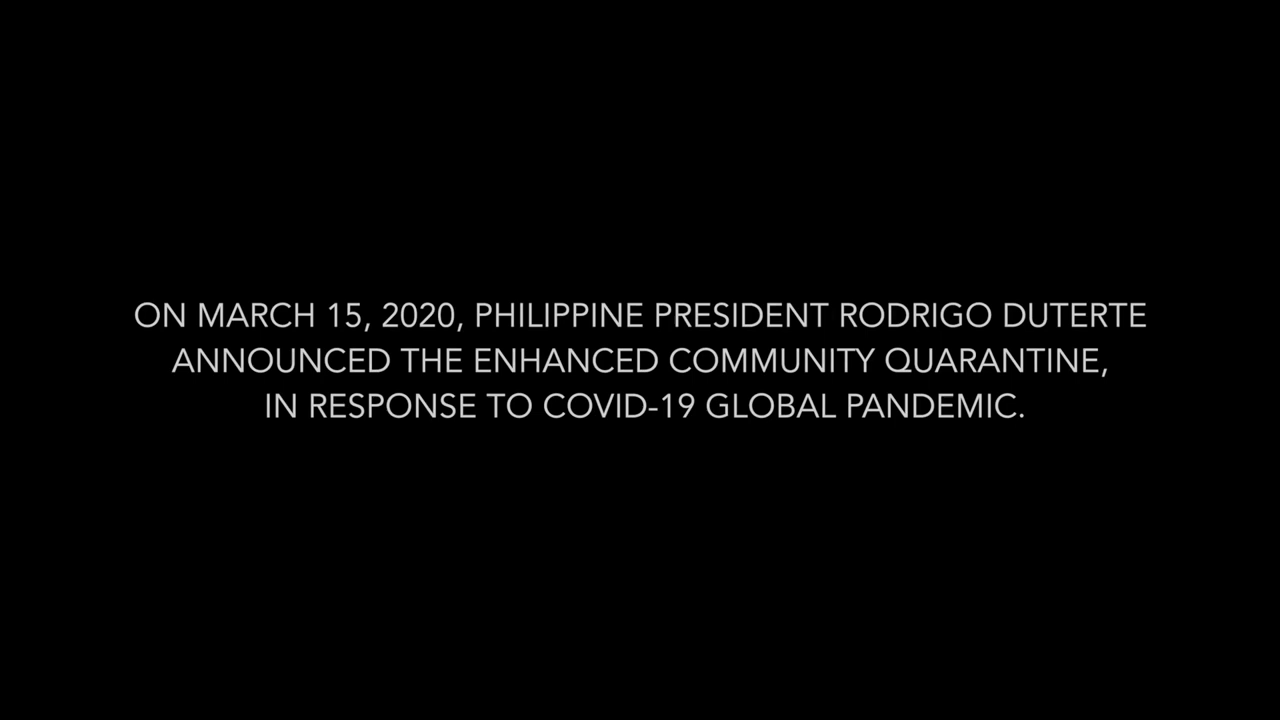 ON MARCH 15, 2020, PHILIPPINE PRESIDENT RODRIGO DUTERTE
ANNOUNCED THE ENHANCED COMMUNITY QUARANTINE,
IN RESPONSE TO COVID-19 GLOBAL PANDEMIC.